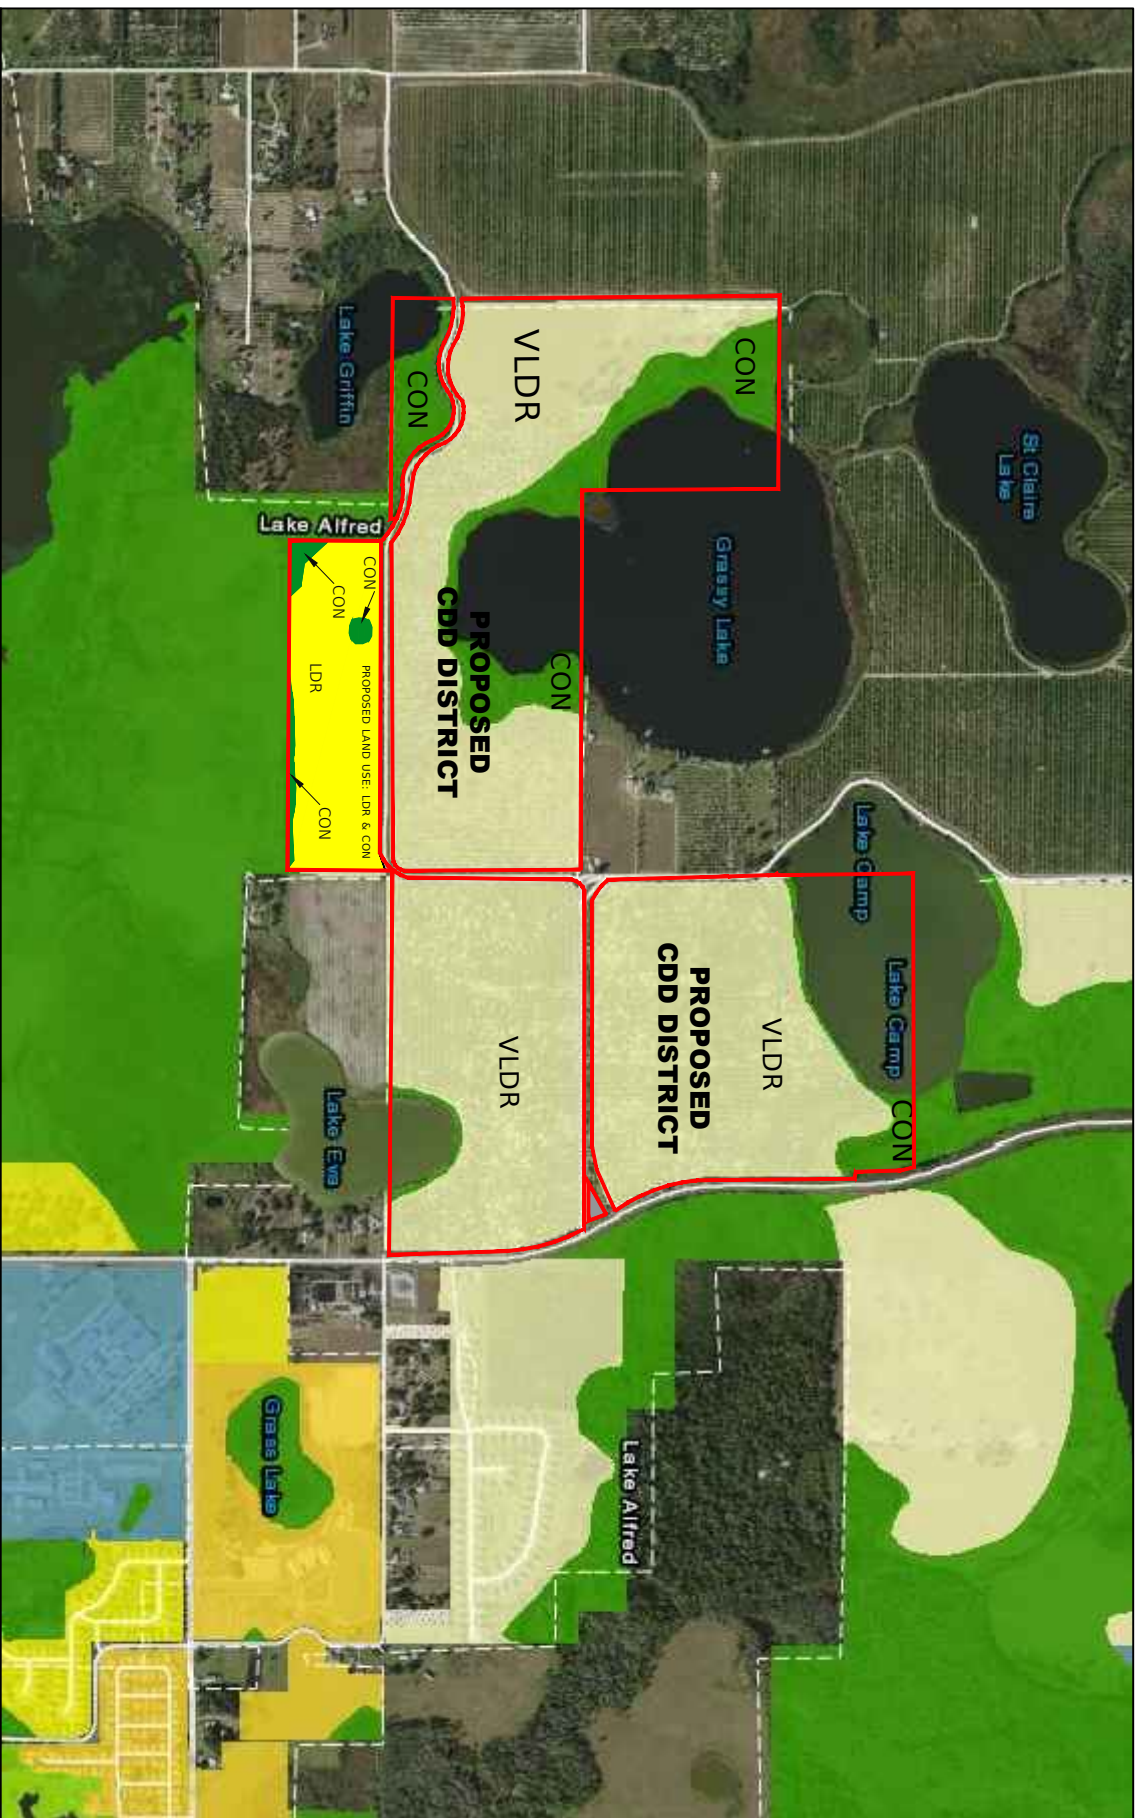 St Claire
Lake
Lake Camp
CON
Lake Camp
VLDR
CON
Grassy Lake
PROPOSED
CDD DISTRICT
Lake Alfred
CON
VLDR
VLDR
PROPOSED
CDD DISTRICT
CON
CON
PROPOSED LAND USE: LDR & CON
Lake Griffin
CON
Lake Eva
CON
LDR
Lake Alfred
Grass Lake